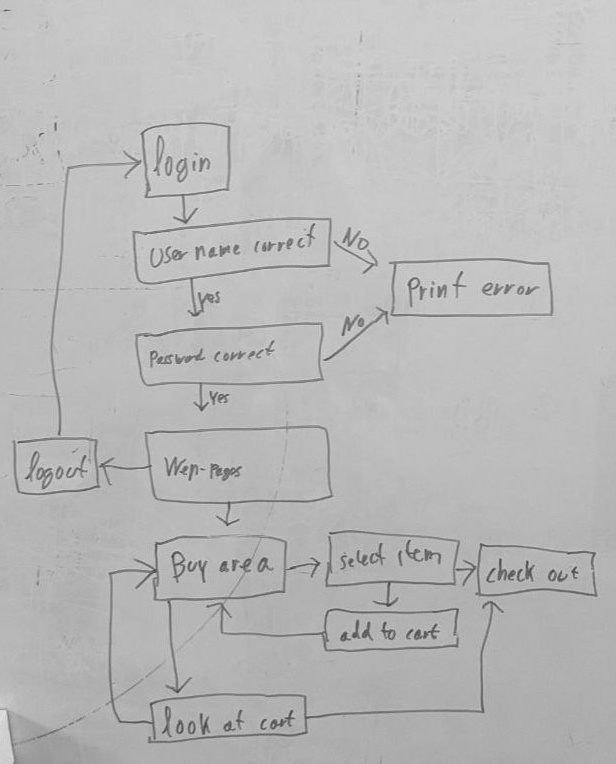 login
User name correct
No
Print error
yes
Password correct
No
Yes
logout
Wep-Pages
Buy area
select item
check out
add to cart
look at cart